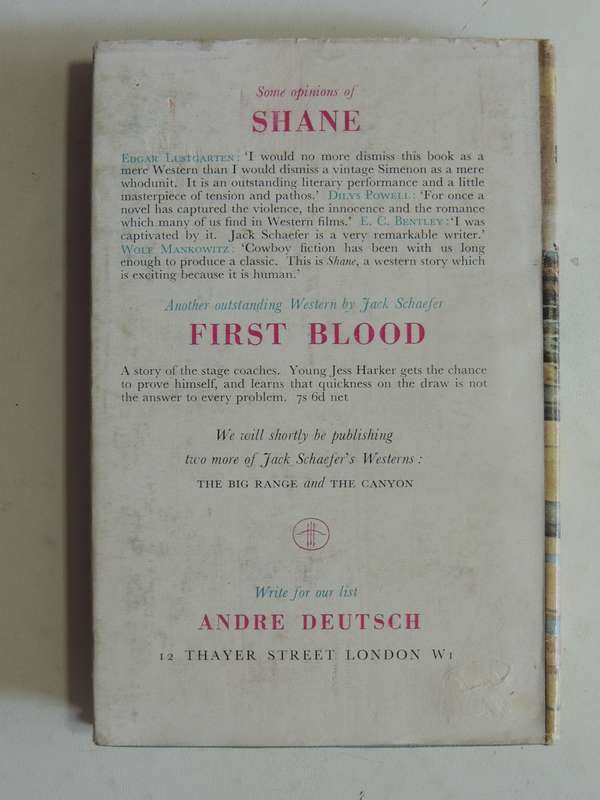 Some opinions of
SHANE
EDGAR LUSTGARTEN: 'I would no more dismiss this book as a
mere Western than I would dismiss a vintage Simenon as a mere
whodunit. It is an outstanding literary performance and a little
masterpiece of tension and pathos.' DILYS POWELL: 'For once a
novel has captured the violence, the innocence and the romance
which many of us find in Western films.' E. C. BENTLEY: 'I was
captivated by it. Jack Schaefer is a very remarkable writer.'
WOLF MANKOWITZ: 'Cowboy fiction has been with us long
enough to produce a classic. This is Shane, a western story which
is exciting because it is human.'
Another outstanding Western by Jack Schaefer
FIRST BLOOD
A story of the stage coaches. Young Jess Harker gets the chance
to prove himself, and learns that quickness on the draw is not
the answer to every problem. 7s 6d net
We will shortly be publishing
two more of Jack Schaefer's Westerns:
THE BIG RANGE and THE CANYON
Write for our list
ANDRE DEUTSCH
12 THAYER STREET LONDON W1